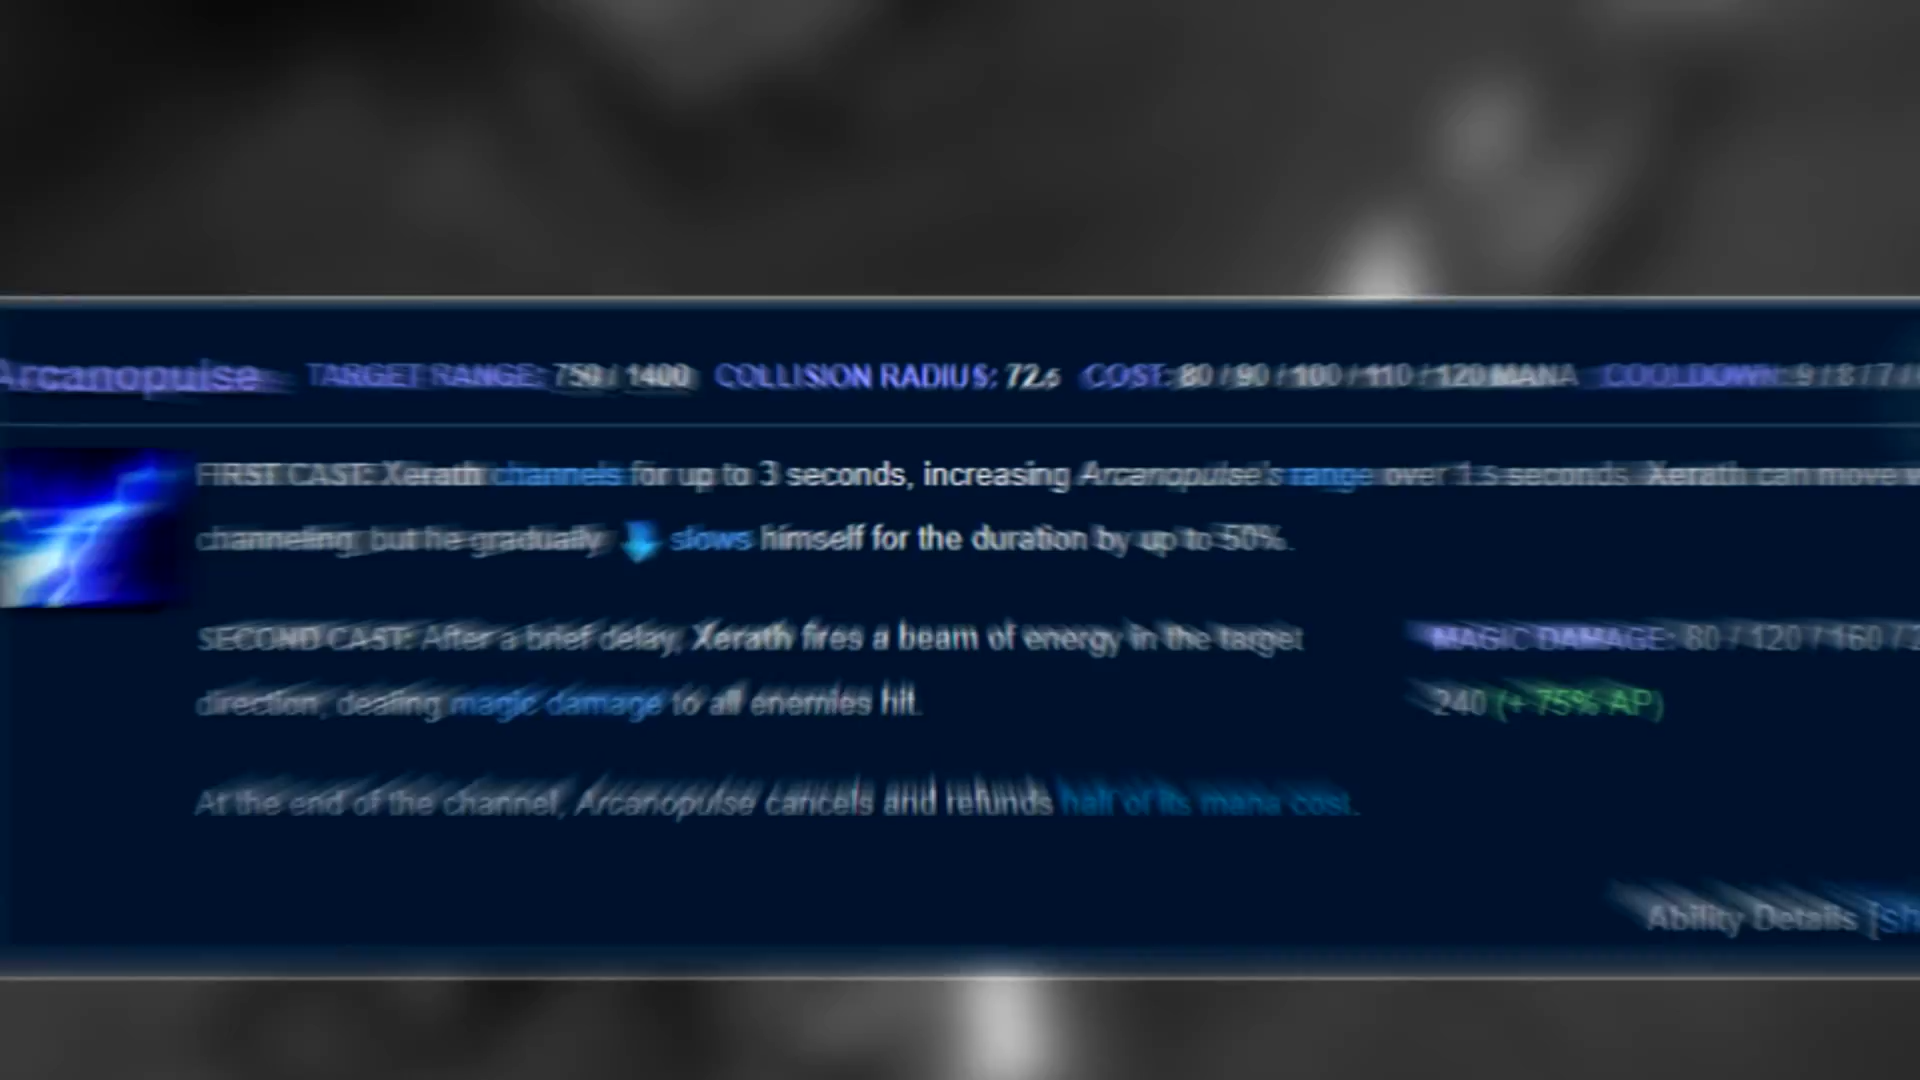 Arcanopulse TARGET RANGE: 750 / 1400 COLLISION RADIUS: 72.5 COST: 80 / 90 / 100 / 110 / 120 MANA COOLDOWN: 9 / 8 / 7 /
FIRST CAST: Xerath channels for up to 3 seconds, increasing Arcanopulse's range over 1.5 seconds. Xerath can move
channeling, but he gradually slows himself for the duration by up to 50%.
SECOND CAST: After a brief delay, Xerath fires a beam of energy in the target
direction, dealing magic damage to all enemies hit.
MAGIC DAMAGE: 80 / 120 / 160 /
240 (+ 75% AP)
At the end of the channel, Arcanopulse cancels and refunds half of its mana cost.
Ability Details [sh